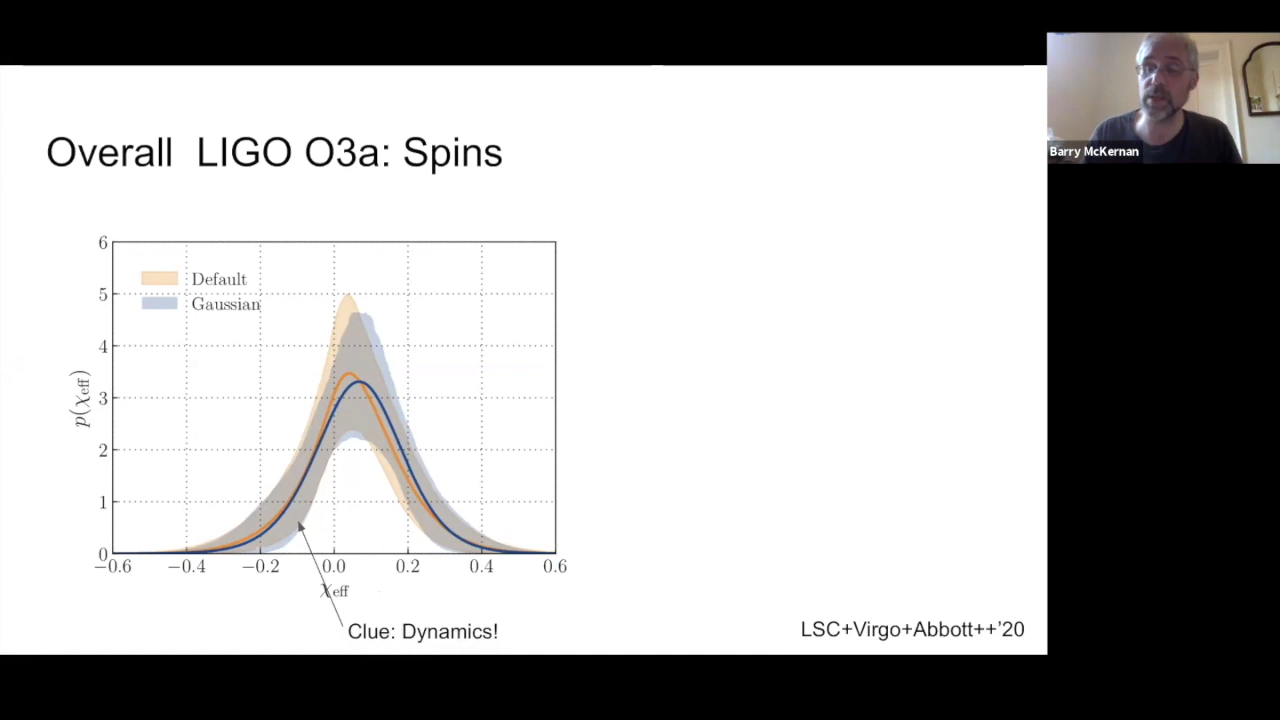 Barry McKernan
Overall LIGO O3a: Spins
6
5
4
3
2
1
0
p(χeff)
Default
Gaussian
−0.6 −0.4 −0.2 0.0 0.2 0.4 0.6
χeff
Clue: Dynamics!
LSC+Virgo+Abbott++’20